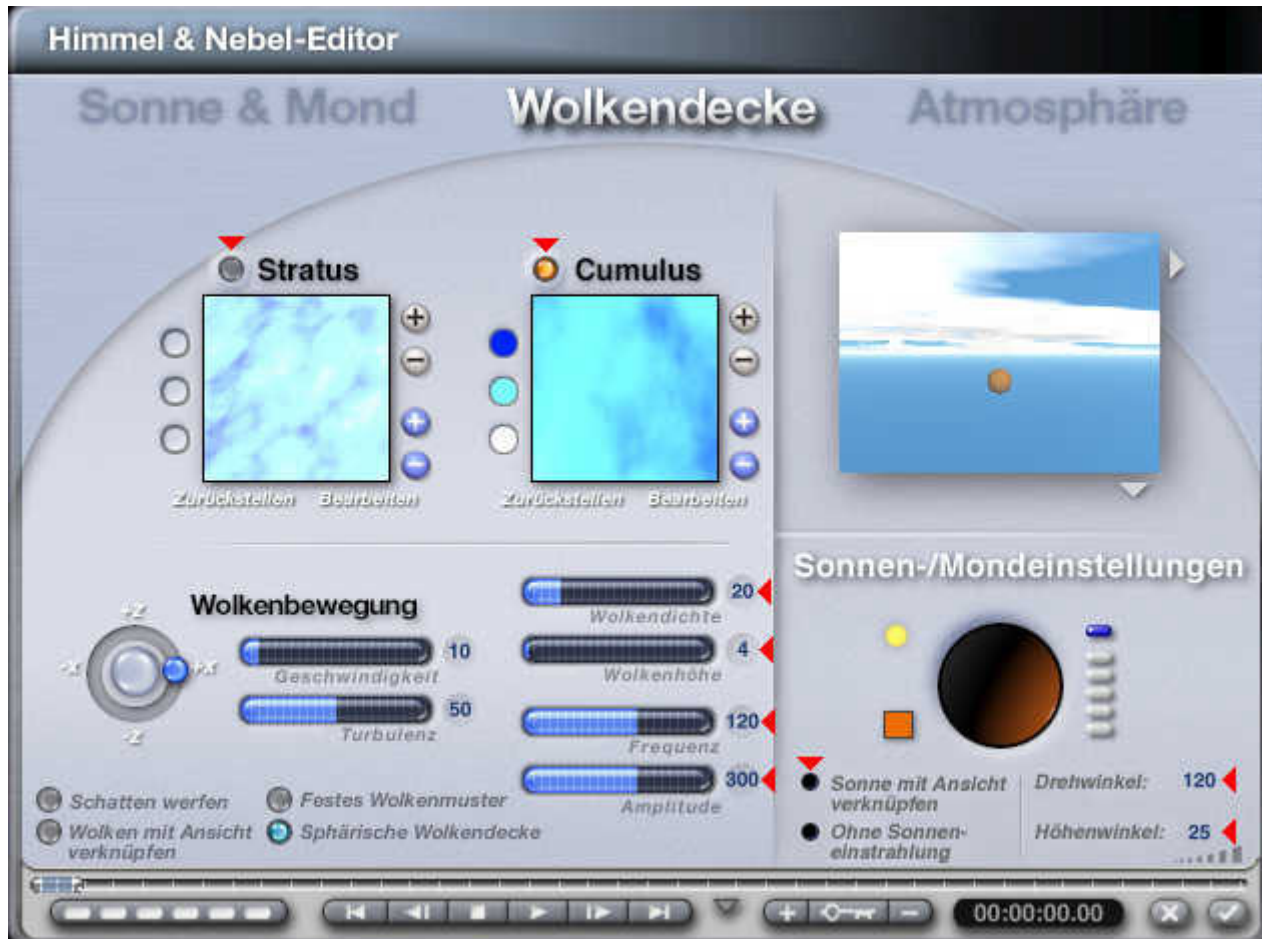 Himmel & Nebel-Editor
Sonne & Mond
Wolkendecke
Atmosphäre
Stratus
Cumulus
Zurückstellen Bearbeiten
Zurückstellen Bearbeiten
Wolkenbewegung
+Z
-X
+X
-Z
10
Geschwindigkeit
50
Turbulenz
20
Wolkendichte
4
Wolkenhöhe
120
Frequenz
300
Amplitude
Schatten werfen
Wolken mit Ansicht
verknüpfen
Festes Wolkenmuster
Sphärische Wolkendecke
Sonnen-/Mondeinstellungen
Sonne mit Ansicht
verknüpfen
Ohne Sonnen-
einstrahlung
Drehwinkel: 120
Höhenwinkel: 25
00:00:00.00